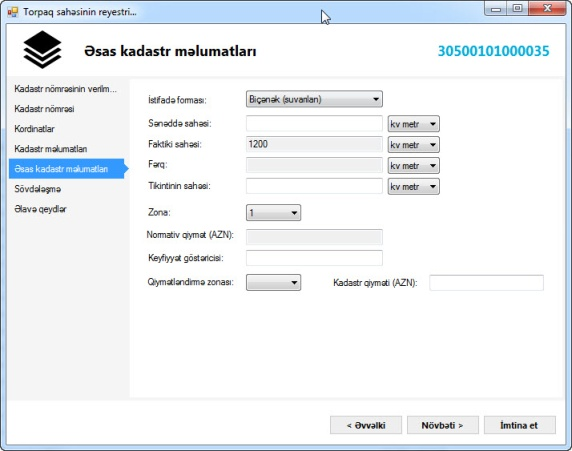 Torpaq sahəsinin reyestri...
Əsas kadastr məlumatları
30500101000035
Kadastr nömrəsinin verilm...
Kadastr nömrəsi
Kordinatlar
Kadastr məlumatları
Əsas kadastr məlumatları
Sövdələşmə
Əlavə qeydlər
İstifadə forması: Biçənək (suvarılan)
Sənəddə sahəsi: kv metr
Faktiki sahəsi: 1200 kv metr
Fərq: kv metr
Tikintinin sahəsi: kv metr
Zona: 1
Normativ qiymət (AZN):
Keyfiyyət göstəricisi:
Qiymətləndirmə zonası: Kadastr qiyməti (AZN):
< Əvvəlki Növbəti > İmtina et